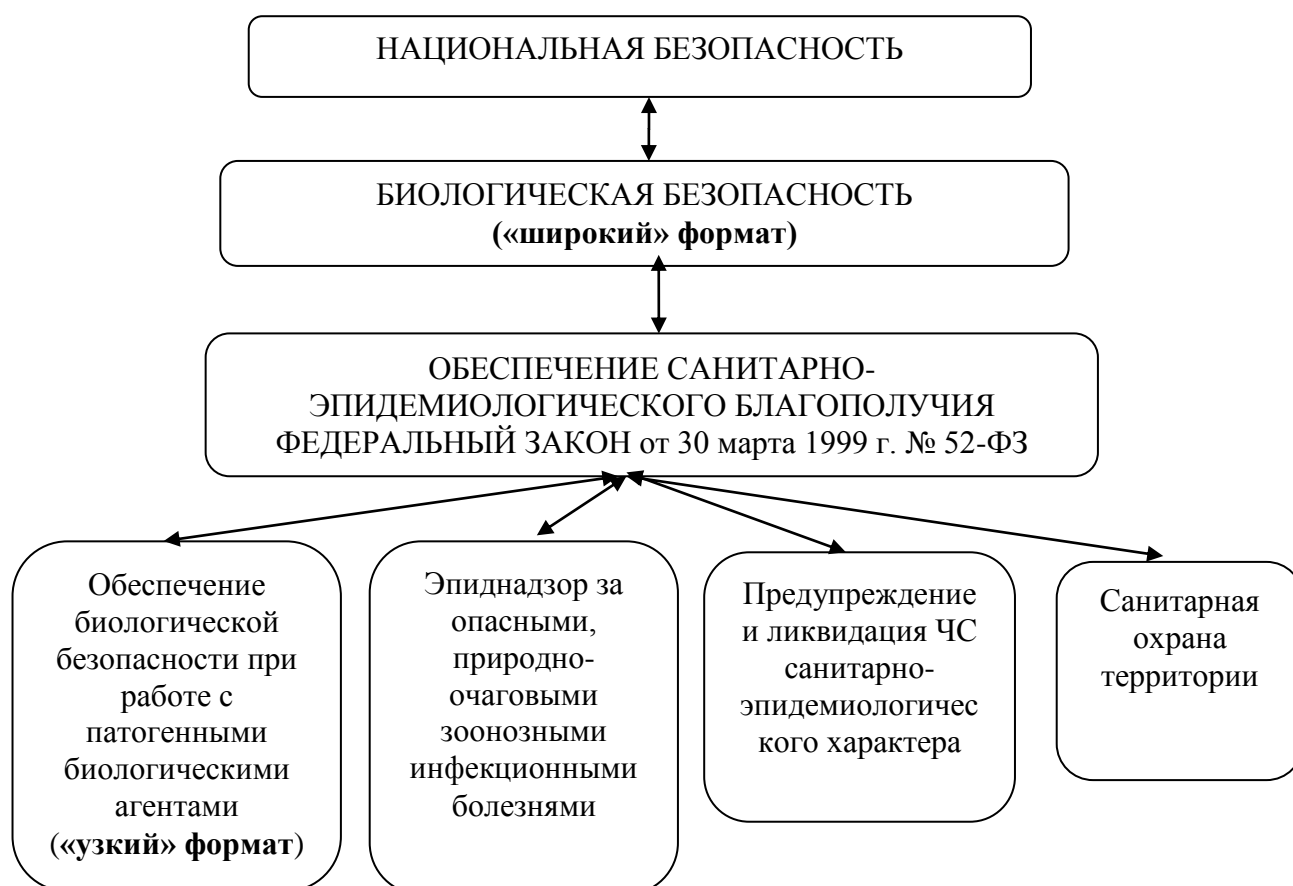 НАЦИОНАЛЬНАЯ БЕЗОПАСНОСТЬ
БИОЛОГИЧЕСКАЯ БЕЗОПАСНОСТЬ
(«широкий» формат)
ОБЕСПЕЧЕНИЕ САНИТАРНО-
ЭПИДЕМИОЛОГИЧЕСКОГО БЛАГОПОЛУЧИЯ
ФЕДЕРАЛЬНЫЙ ЗАКОН от 30 марта 1999 г. № 52-ФЗ
Обеспечение
биологической
безопасности при
работе с
патогенными
биологическими
агентами
(«узкий» формат)
Эпиднадзор за
опасными,
природно-
очаговыми
зоонозными
инфекционными
болезнями
Предупреждение
и ликвидация ЧС
санитарно-
эпидемиологичес
кого характера
Санитарная
охрана
территории